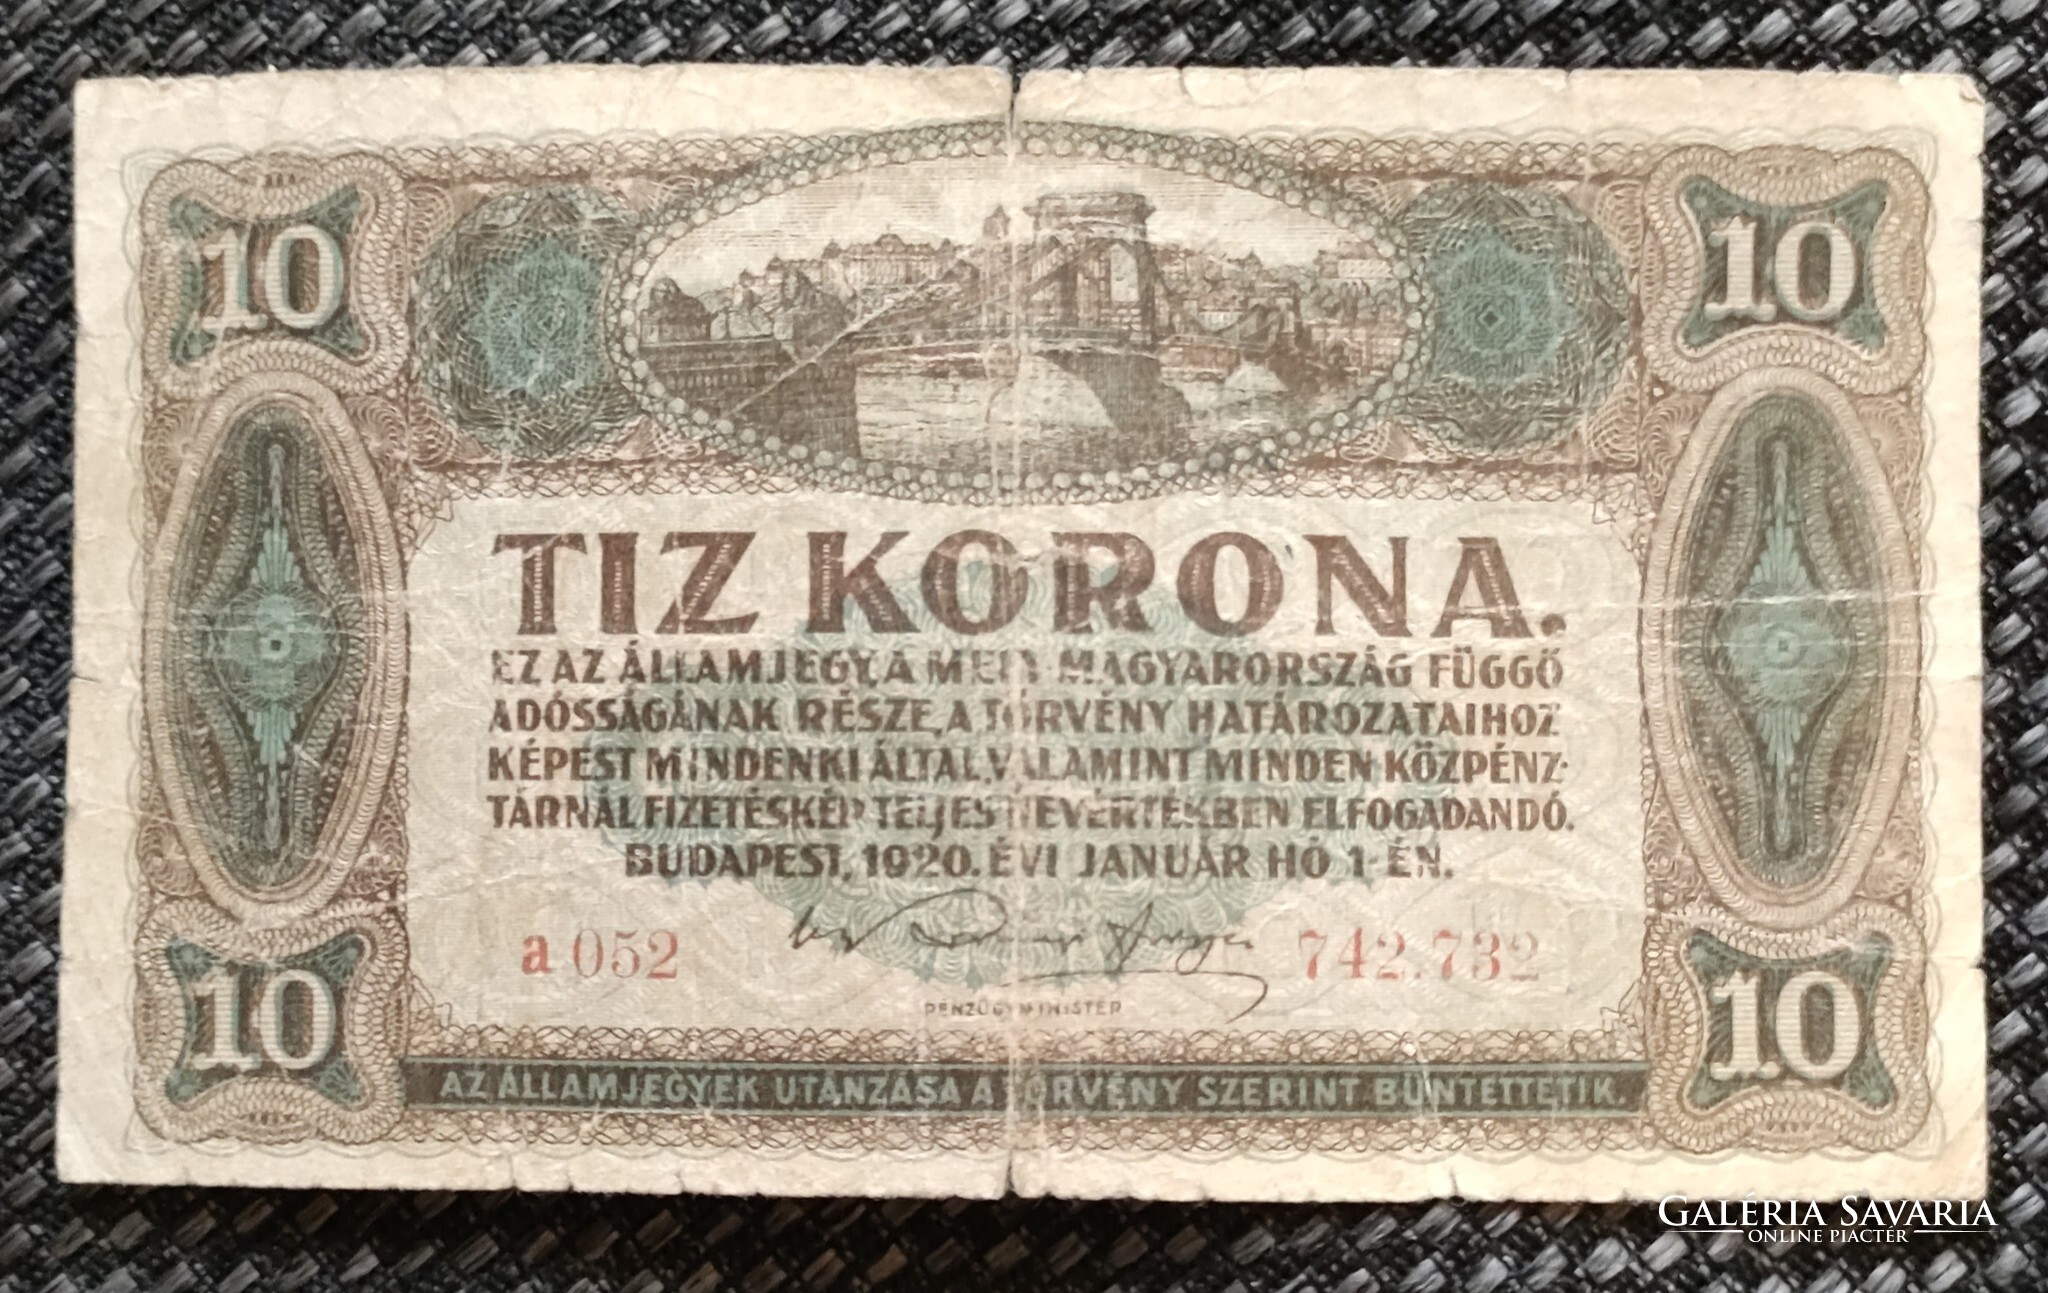 10 10
TIZ KORONA.
EZ AZ ÁLLAMJEGY, A MELY MAGYARORSZÁG FÜGGŐ
ADÓSSÁGÁNAK RÉSZE, A TÖRVÉNY HATÁROZATAIHOZ
KÉPEST MINDENKI ÁLTAL, VALAMINT MINDEN KÖZPÉNZ-
TÁRNÁL FIZETÉSKÉP TELJES NÉVÉRTÉKBEN ELFOGADANDÓ.
BUDAPEST, 1920. ÉVI JANUÁR HÓ 1-ÉN.
a 052 742.732
PÉNZÜGYMINISTER
10 10
AZ ÁLLAMJEGYEK UTÁNZÁSA A TÖRVÉNY SZERINT BÜNTETTETIK.
GALÉRIA SAVARIA
ONLINE PIACTÉR